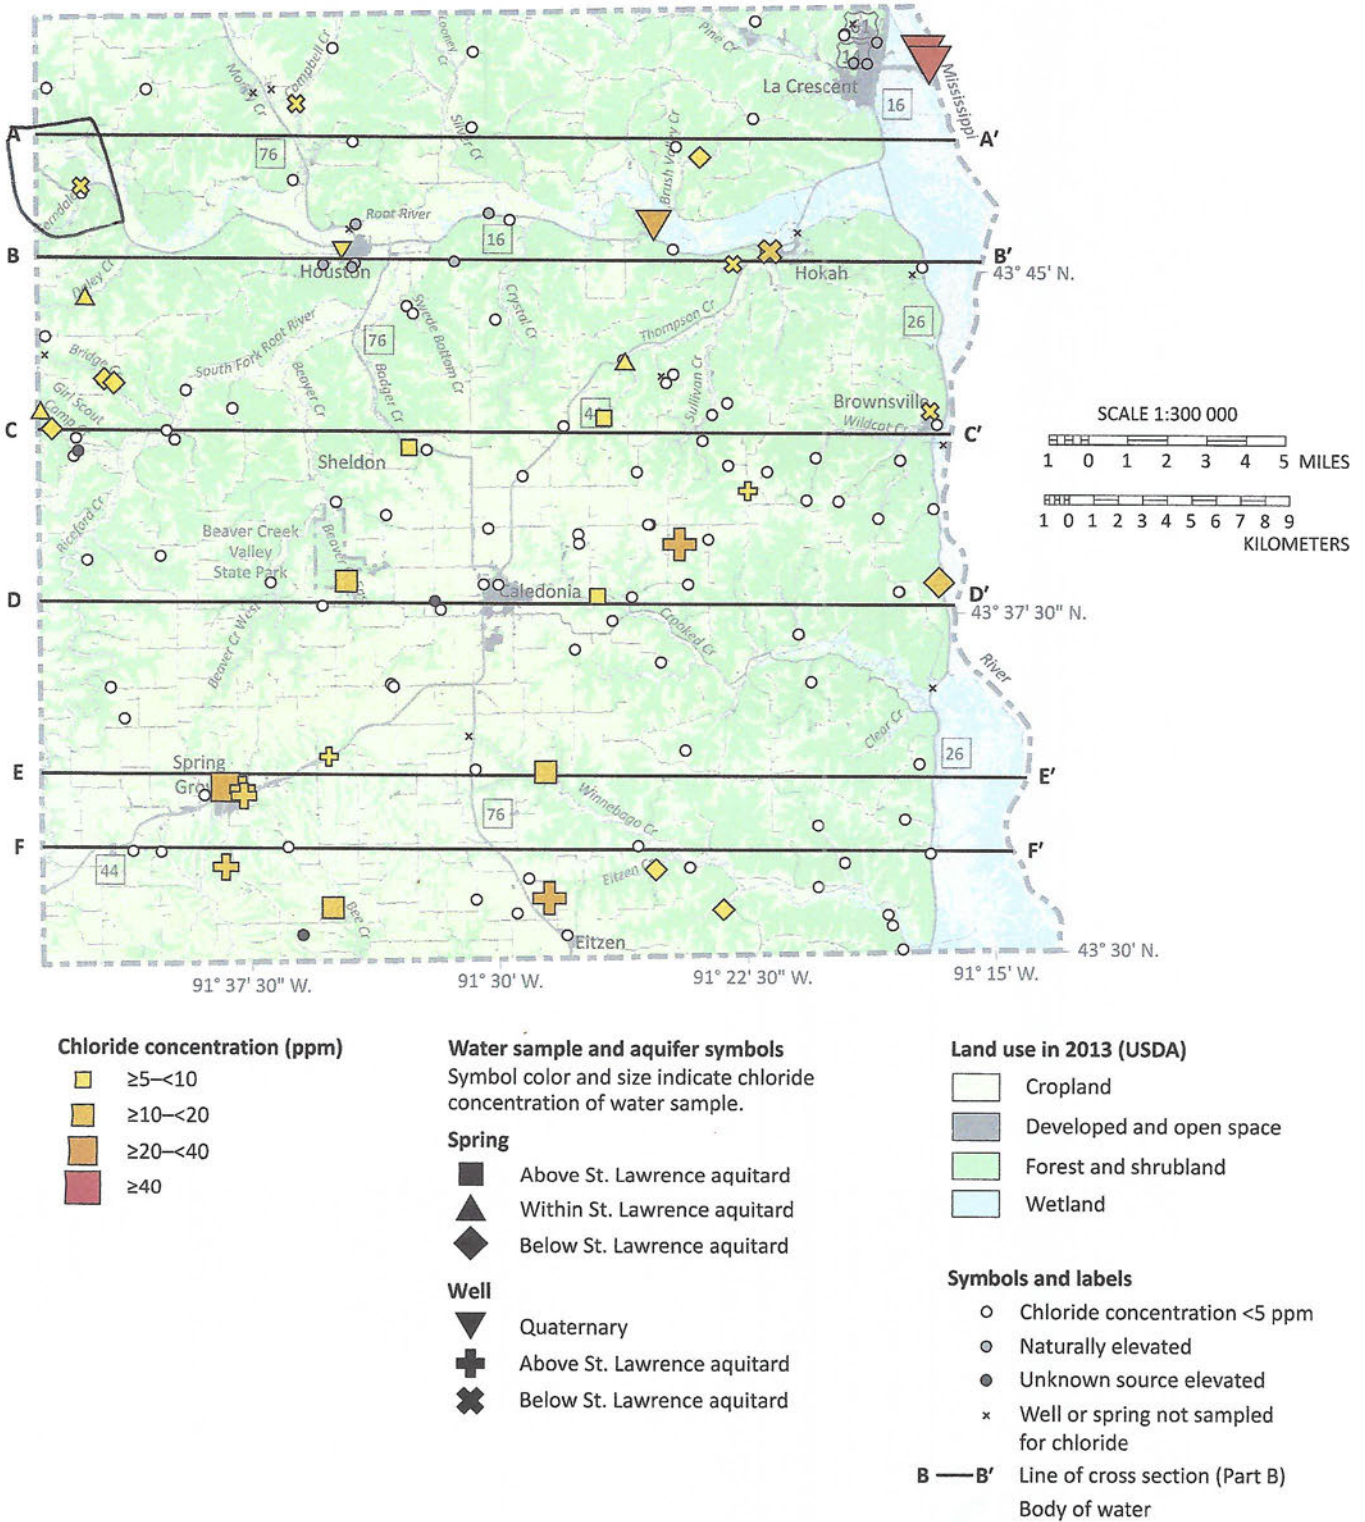 Pine Cr
61
14
La Crescent
Mississippi
16
Looney Cr
Campbell Cr
Money Cr
Silver Cr
Brush Valley Cr
A
A'
76
Root River
16
B
B'
Houston
Hokah
43° 45' N.
Daley Cr
Crystal Cr
Swede Bottom Cr
Thompson Cr
26
76
South Fork Root River
Bridge Cr
Beaver Cr
Badger Cr
Sullivan Cr
Girl Scout
Camp Cr
44
Brownsville
Wildcat Cr
C
C'
Sheldon
SCALE 1:300 000
1 0 1 2 3 4 5 MILES
1 0 1 2 3 4 5 6 7 8 9
KILOMETERS
Riceford Cr
Beaver Creek
Valley
State Park
Caledonia
D
D'
43° 37' 30" N.
Beaver Cr West
Crooked Cr
River
Clear Cr
26
Spring
Grove
E
E'
Winnebago Cr
76
F
F'
44
Eitzen Cr
Bee Cr
Eitzen
43° 30' N.
91° 37' 30" W.
91° 30' W.
91° 22' 30" W.
91° 15' W.
Chloride concentration (ppm)
≥5–<10
≥10–<20
≥20–<40
≥40
Water sample and aquifer symbols
Symbol color and size indicate chloride
concentration of water sample.
Spring
Above St. Lawrence aquitard
Within St. Lawrence aquitard
Below St. Lawrence aquitard
Well
Quaternary
Above St. Lawrence aquitard
Below St. Lawrence aquitard
Land use in 2013 (USDA)
Cropland
Developed and open space
Forest and shrubland
Wetland
Symbols and labels
Chloride concentration <5 ppm
Naturally elevated
Unknown source elevated
Well or spring not sampled
for chloride
B — B' Line of cross section (Part B)
Body of water